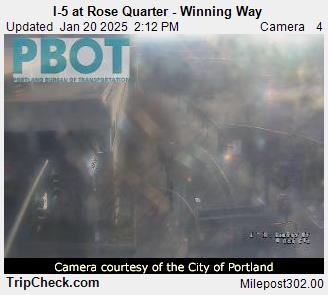 I-5 at Rose Quarter - Winning Way
Updated Jan 20 2025 2:12 PM Camera 4
PBOT
PORTLAND BUREAU OF TRANSPORTATION
Camera courtesy of the City of Portland
TripCheck.com Milepost302.00